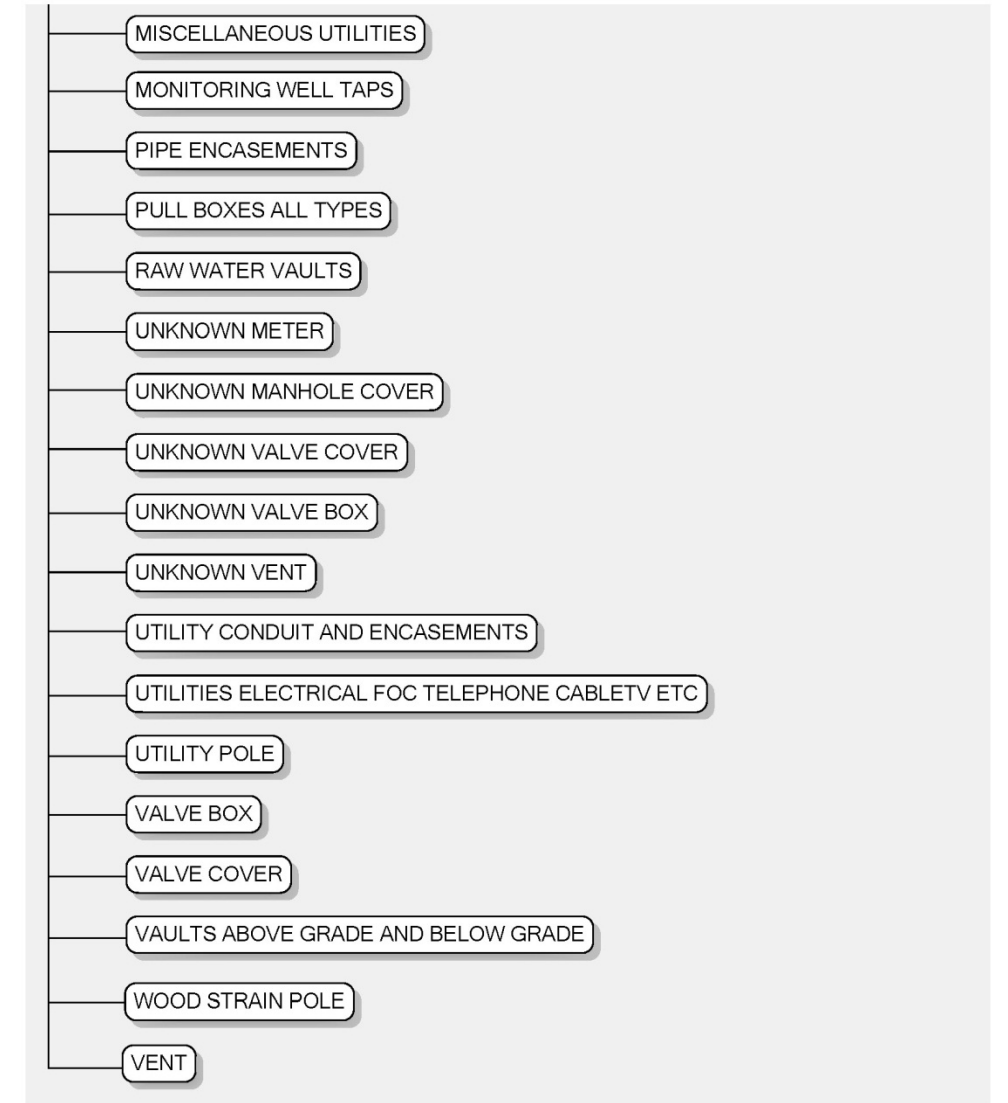 MISCELLANEOUS UTILITIES
MONITORING WELL TAPS
PIPE ENCASEMENTS
PULL BOXES ALL TYPES
RAW WATER VAULTS
UNKNOWN METER
UNKNOWN MANHOLE COVER
UNKNOWN VALVE COVER
UNKNOWN VALVE BOX
UNKNOWN VENT
UTILITY CONDUIT AND ENCASEMENTS
UTILITIES ELECTRICAL FOC TELEPHONE CABLETV ETC
UTILITY POLE
VALVE BOX
VALVE COVER
VAULTS ABOVE GRADE AND BELOW GRADE
WOOD STRAIN POLE
VENT